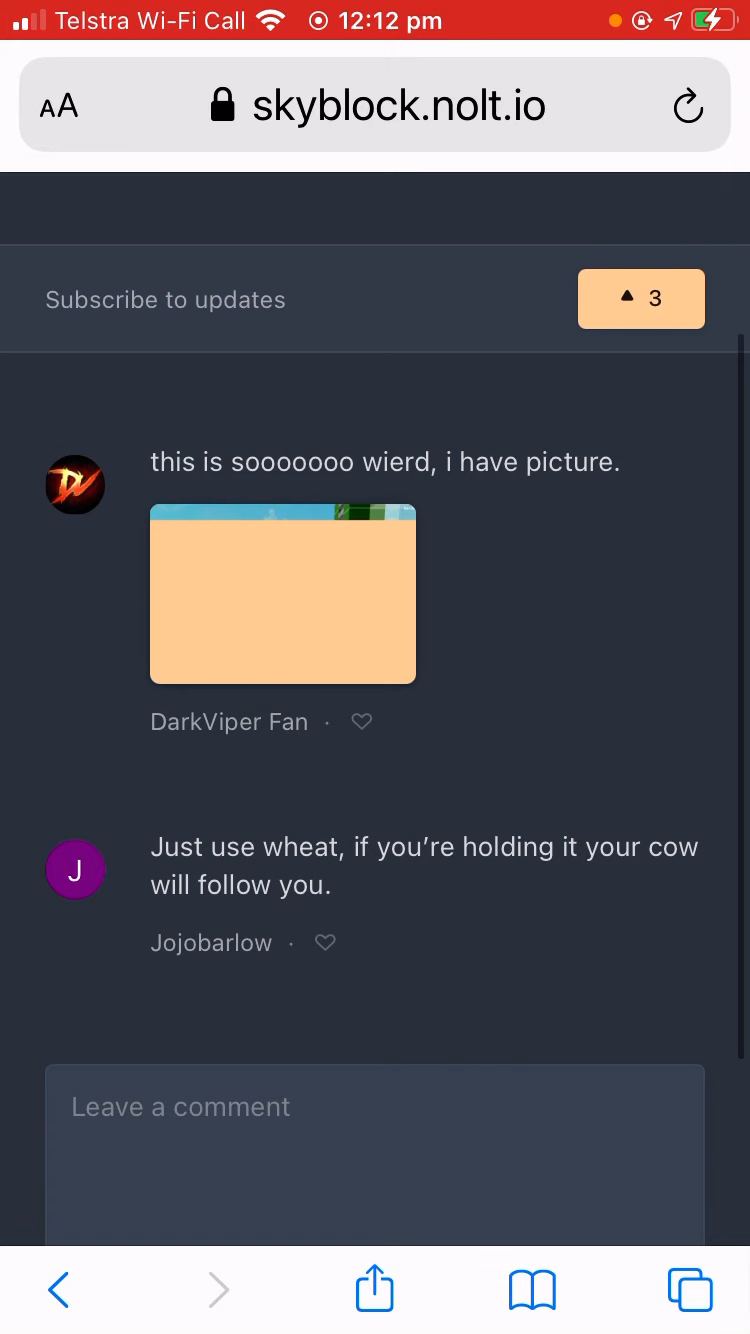 Telstra Wi-Fi Call 12:12 pm
AA skyblock.nolt.io
Subscribe to updates 3
this is sooooooo wierd, i have picture.
DarkViper Fan ·
J
Just use wheat, if you’re holding it your cow
will follow you.
Jojobarlow ·
Leave a comment